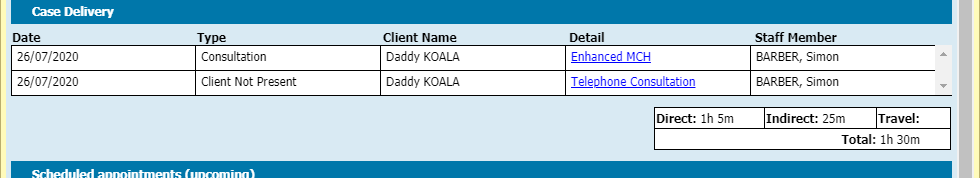 Case Delivery
Date Type Client Name Detail Staff Member
26/07/2020 Consultation Daddy KOALA Enhanced MCH BARBER, Simon
26/07/2020 Client Not Present Daddy KOALA Telephone Consultation BARBER, Simon
Direct: 1h 5m Indirect: 25m Travel:
Total: 1h 30m
Scheduled appointments (upcoming)